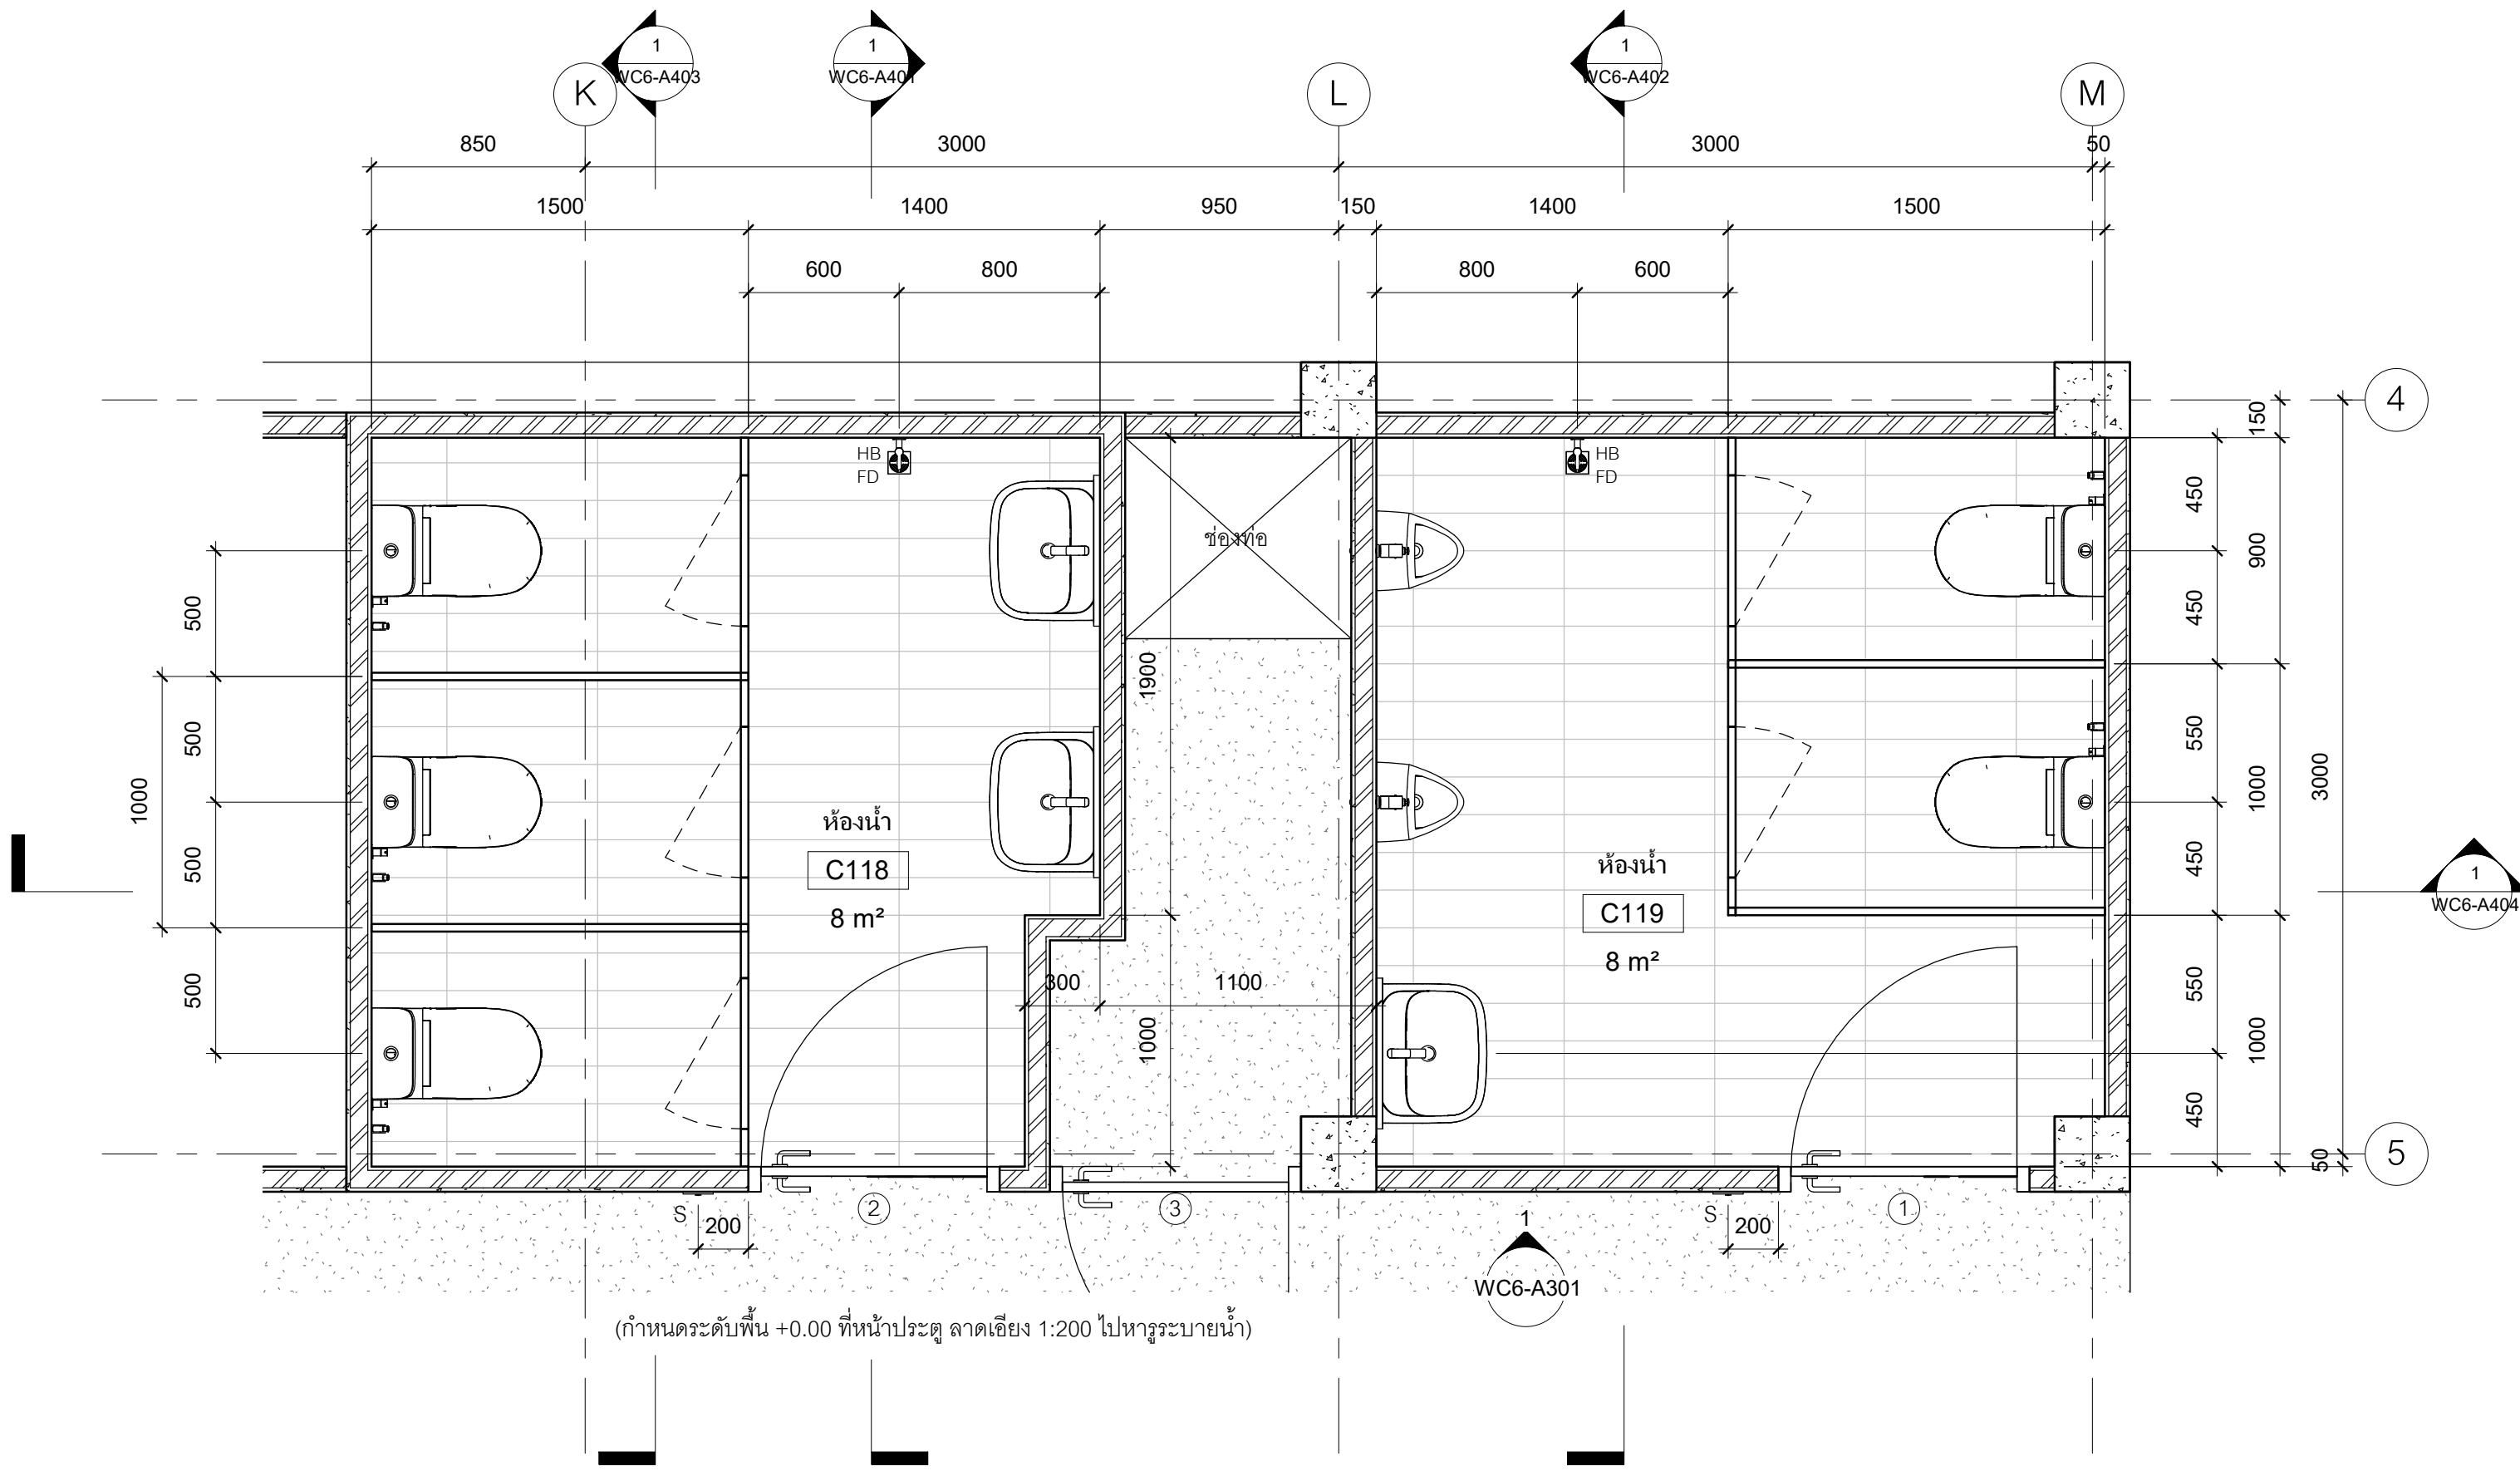 1
WC6-A403
1
WC6-A401
1
WC6-A402
K
L
M
850
3000
3000
50
1500
1400
950
150
1400
1500
600
800
800
600
4
150
HB
FD
HB
FD
450
ช่องท่อ
900
500
450
1900
500
550
1000
1000
3000
ห้องน้ำ
C118
8 m²
500
450
ห้องน้ำ
C119
8 m²
1
WC6-A404
500
300
1100
550
1000
1000
450
5
50
S
200
2
3
S
200
1
1
WC6-A301
(กำหนดระดับพื้น +0.00 ที่หน้าประตู ลาดเอียง 1:200 ไปหารูระบายน้ำ)